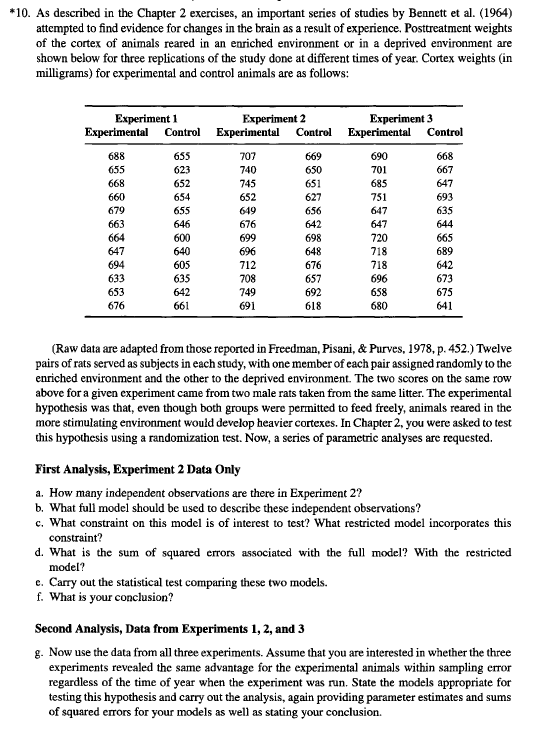 *10. As described in the Chapter 2 exercises, an important series of studies by Bennett et al. (1964)
attempted to find evidence for changes in the brain as a result of experience. Posttreatment weights
of the cortex of animals reared in an enriched environment or in a deprived environment are
shown below for three replications of the study done at different times of year. Cortex weights (in
milligrams) for experimental and control animals are as follows:
Experiment 1 Experiment 2 Experiment 3
Experimental Control Experimental Control Experimental Control
688 655 707 669 690 668
655 623 740 650 701 667
668 652 745 651 685 647
660 654 652 627 751 693
679 655 649 656 647 635
663 646 676 642 647 644
664 600 699 698 720 665
647 640 696 648 718 689
694 605 712 676 718 642
633 635 708 657 696 673
653 642 749 692 658 675
676 661 691 618 680 641
(Raw data are adapted from those reported in Freedman, Pisani, & Purves, 1978, p. 452.) Twelve
pairs of rats served as subjects in each study, with one member of each pair assigned randomly to the
enriched environment and the other to the deprived environment. The two scores on the same row
above for a given experiment came from two male rats taken from the same litter. The experimental
hypothesis was that, even though both groups were permitted to feed freely, animals reared in the
more stimulating environment would develop heavier cortexes. In Chapter 2, you were asked to test
this hypothesis using a randomization test. Now, a series of parametric analyses are requested.
First Analysis, Experiment 2 Data Only
a. How many independent observations are there in Experiment 2?
b. What full model should be used to describe these independent observations?
c. What constraint on this model is of interest to test? What restricted model incorporates this
constraint?
d. What is the sum of squared errors associated with the full model? With the restricted
model?
e. Carry out the statistical test comparing these two models.
f. What is your conclusion?
Second Analysis, Data from Experiments 1, 2, and 3
g. Now use the data from all three experiments. Assume that you are interested in whether the three
experiments revealed the same advantage for the experimental animals within sampling error
regardless of the time of year when the experiment was run. State the models appropriate for
testing this hypothesis and carry out the analysis, again providing parameter estimates and sums
of squared errors for your models as well as stating your conclusion.